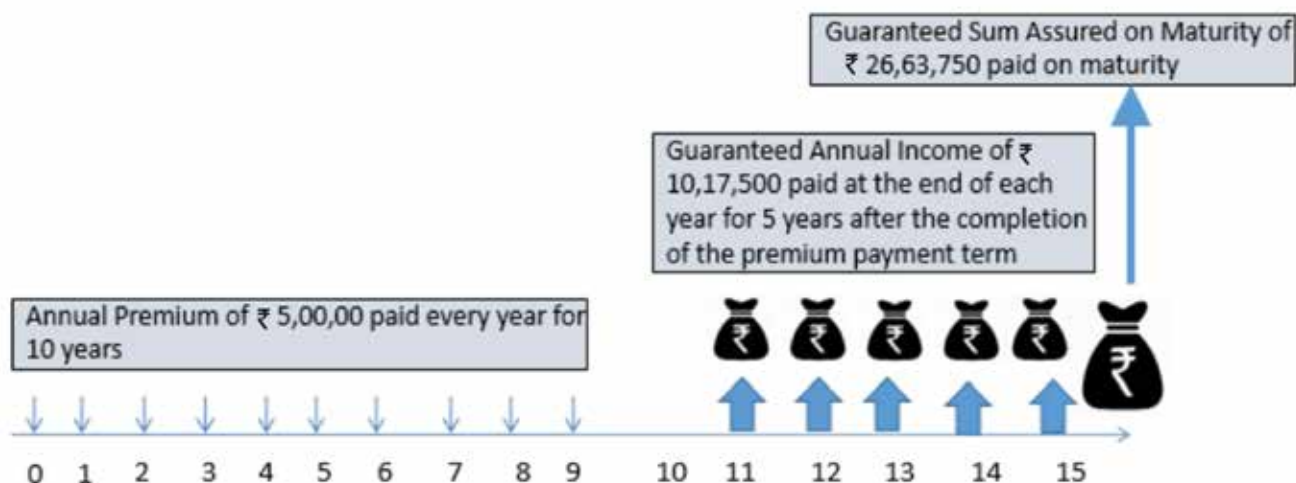 Guaranteed Sum Assured on Maturity of
₹ 26,63,750 paid on maturity
Guaranteed Annual Income of ₹
10,17,500 paid at the end of each
year for 5 years after the completion
of the premium payment term
Annual Premium of ₹ 5,00,00 paid every year for
10 years
₹ ₹ ₹ ₹ ₹ ₹
0 1 2 3 4 5 6 7 8 9 10 11 12 13 14 15